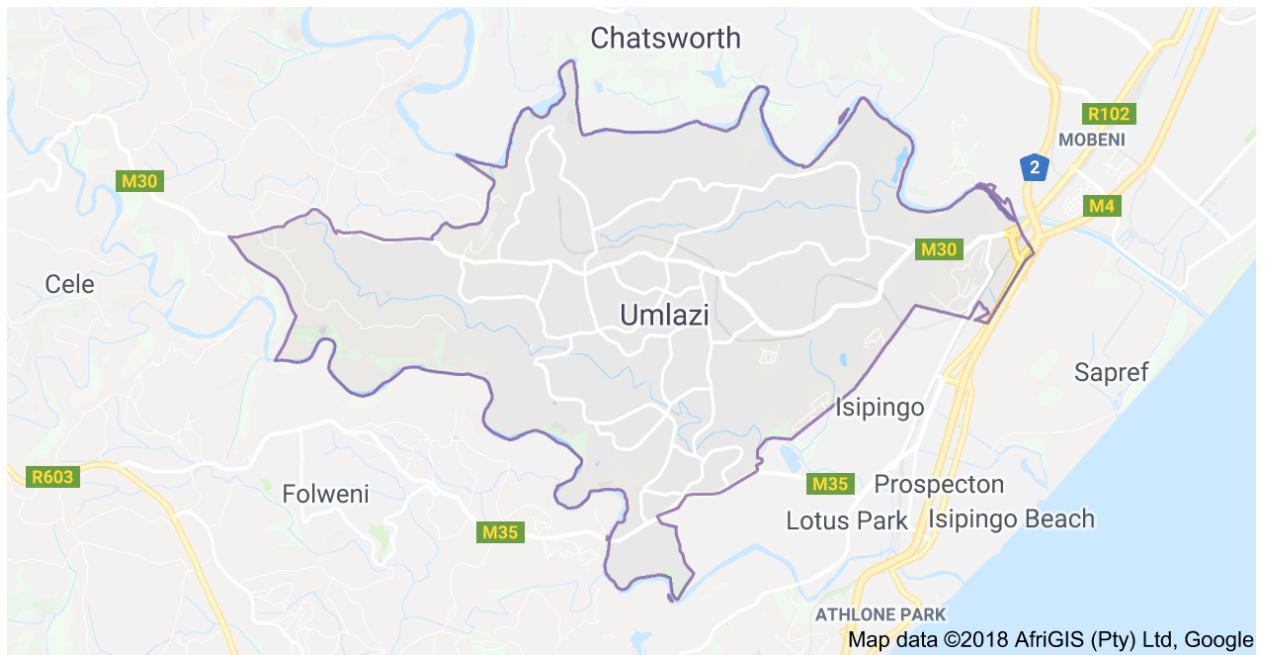 Chatsworth
R102
MOBENI
2
M30
M4
M30
Cele
Umlazi
Sapref
Isipingo
R603
Folweni
M35
Prospecton
Lotus Park
Isipingo Beach
M35
ATHLONE PARK
Map data ©2018 AfriGIS (Pty) Ltd, Google